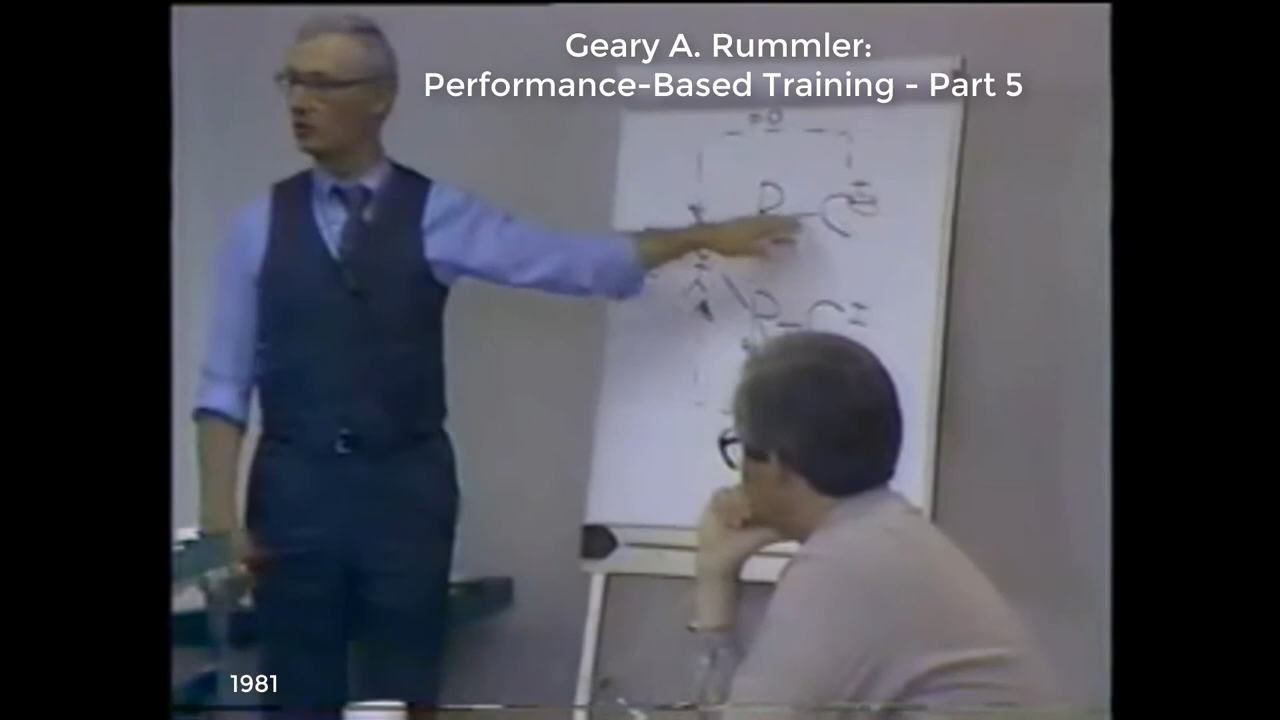 Geary A. Rummler:
Performance-Based Training - Part 5
R
C
R - C
1981